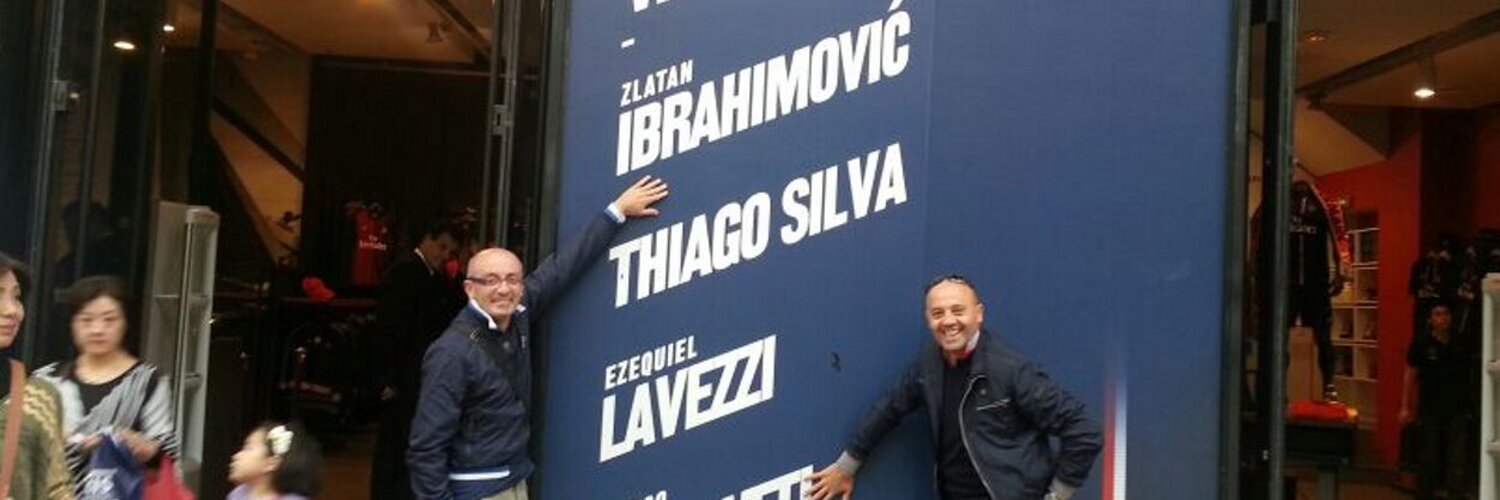 ZLATAN
IBRAHIMOVIĆ
THIAGO SILVA
EZEQUIEL
LAVEZZI